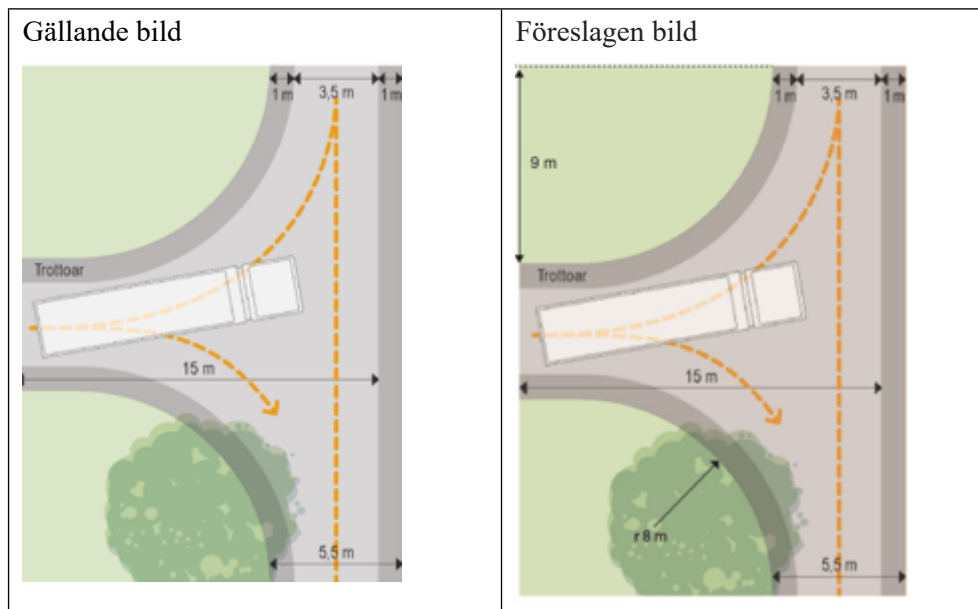 Gällande bild
1 m
3,5 m
1 m
Trottoar
15 m
5,5 m
Föreslagen bild
1 m
3,5 m
1 m
9 m
Trottoar
15 m
r 8 m
5,5 m